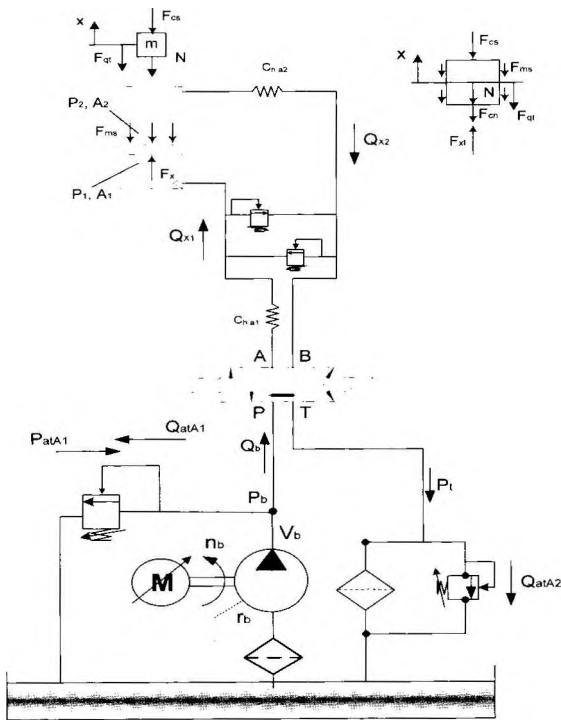 x
Fcs
m
Fqt
N
P2, A2
Fms
Fx
P1, A1
Ch a2
Qx2
Qx1
Ch a1
x
Fcs
Fms
N
Fcn
Fqt
Fxt
A B
P T
QatA1
PatA1
Qb
Pb
Pt
Vb
nb
M
rb
QatA2